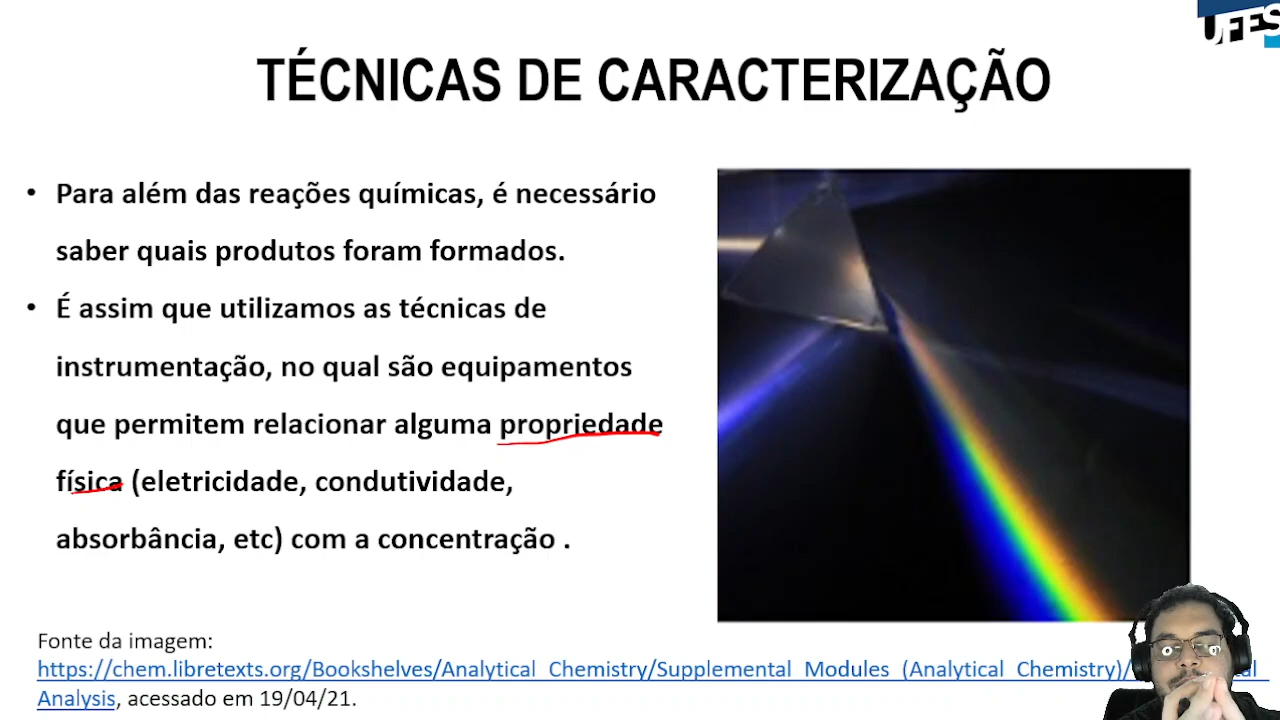 UFES
TÉCNICAS DE CARACTERIZAÇÃO
• Para além das reações químicas, é necessário
saber quais produtos foram formados.
• É assim que utilizamos as técnicas de
instrumentação, no qual são equipamentos
que permitem relacionar alguma propriedade
física (eletricidade, condutividade,
absorbância, etc) com a concentração .
Fonte da imagem:
https://chem.libretexts.org/Bookshelves/Analytical_Chemistry/Supplemental_Modules_(Analytical_Chemistry)/
Analysis, acessado em 19/04/21.